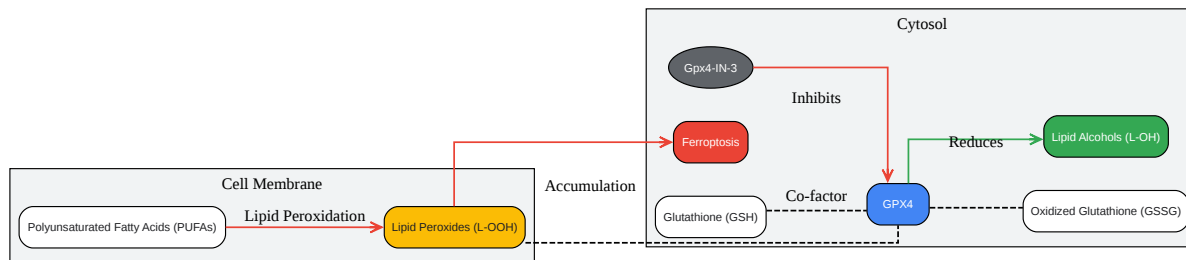 Cytosol
Gpx4-IN-3
Inhibits
Ferroptosis
Lipid Alcohols (L-OH)
Reduces
Cell Membrane
Accumulation
Co-factor
Polyunsaturated Fatty Acids (PUFAs)
Lipid Peroxidation
Lipid Peroxides (L-OOH)
Glutathione (GSH)
GPX4
Oxidized Glutathione (GSSG)